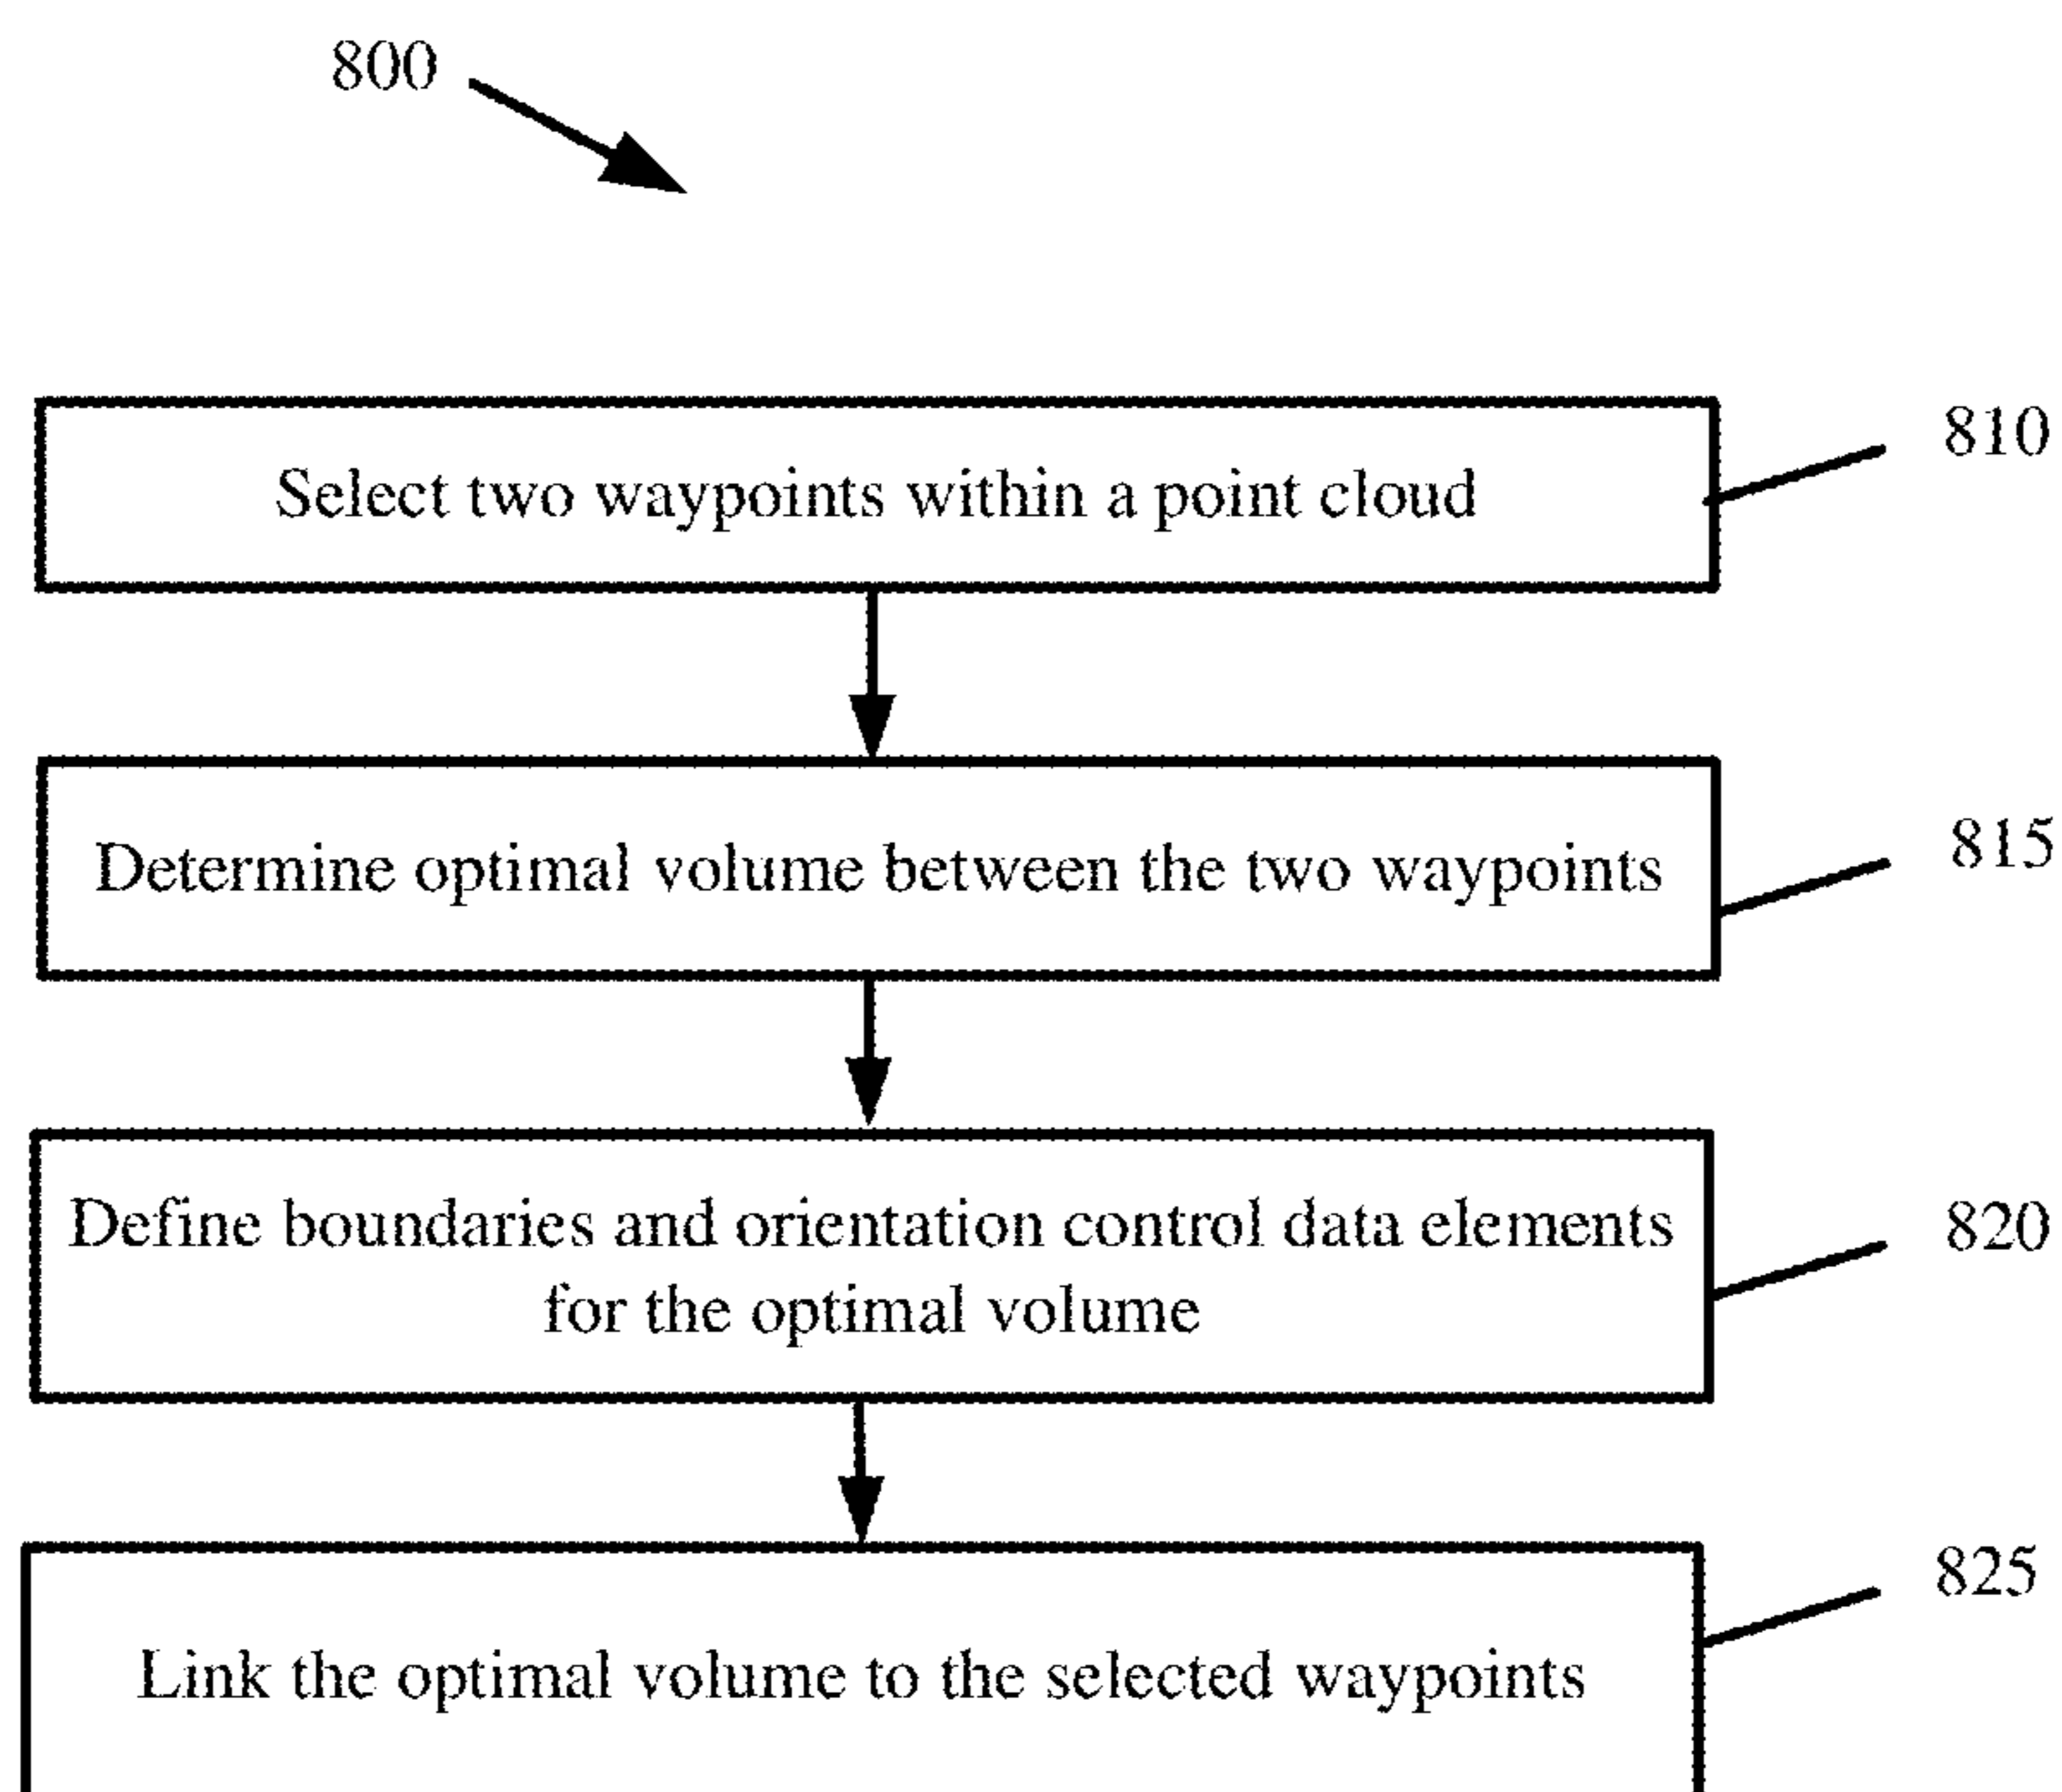 800
Select two waypoints within a point cloud
810
Determine optimal volume between the two waypoints
815
Define boundaries and orientation control data elements
for the optimal volume
820
Link the optimal volume to the selected waypoints
825